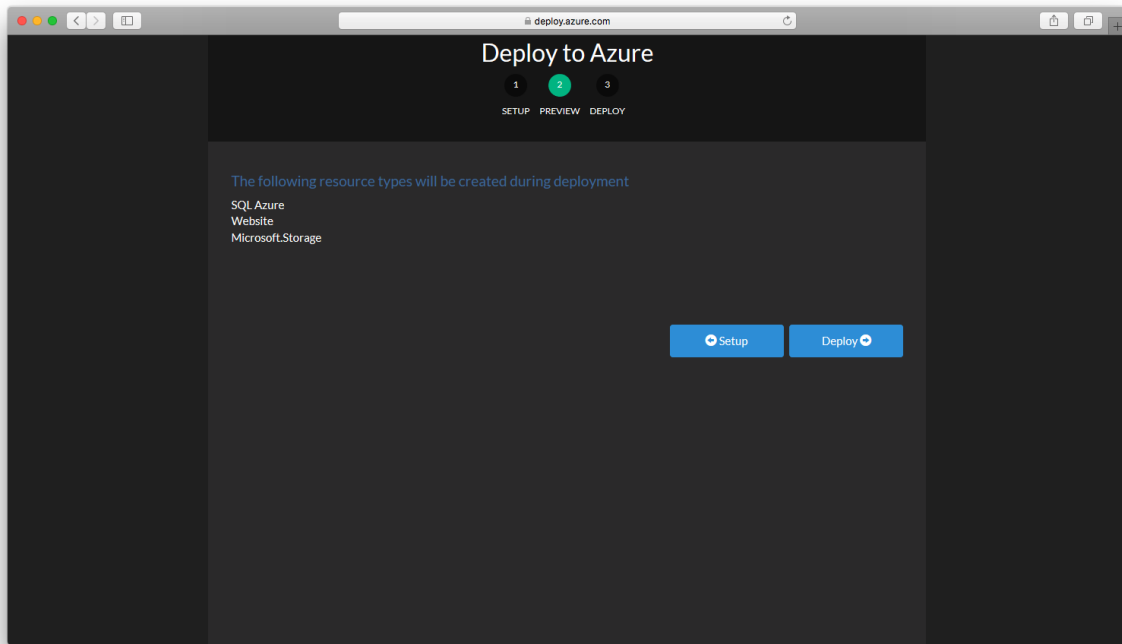 deploy.azure.com
Deploy to Azure
1 2 3
SETUP PREVIEW DEPLOY
The following resource types will be created during deployment
SQL Azure
Website
Microsoft.Storage
Setup Deploy